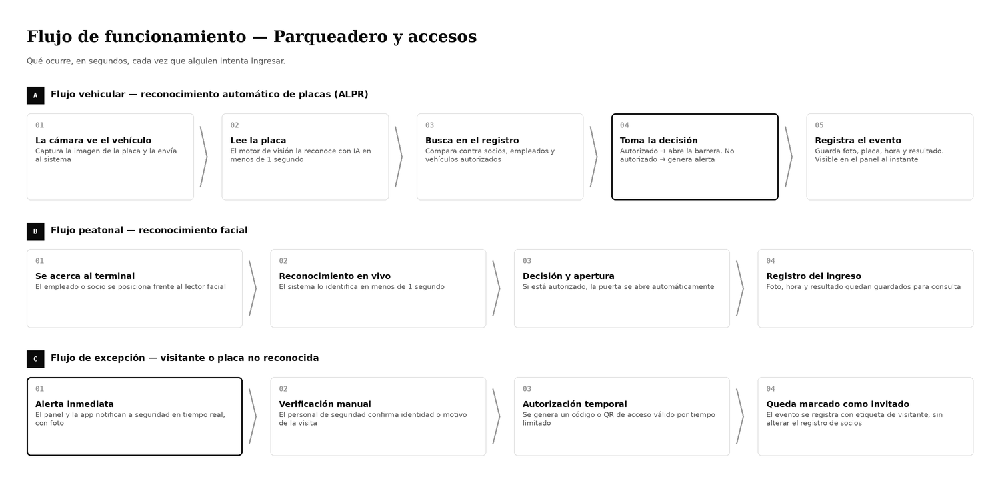 Flujo de funcionamiento — Parqueadero y accesos
Qué ocurre, en segundos, cada vez que alguien intenta ingresar.
A
Flujo vehicular — reconocimiento automático de placas (ALPR)
01
La cámara ve el vehículo
Captura la imagen de la placa y la envía
al sistema
02
Lee la placa
El motor de visión la reconoce con IA en
menos de 1 segundo
03
Busca en el registro
Compara contra socios, empleados y
vehículos autorizados
04
Toma la decisión
Autorizado → abre la barrera. No
autorizado → genera alerta
05
Registra el evento
Guarda foto, placa, hora y resultado.
Visible en el panel al instante
B
Flujo peatonal — reconocimiento facial
01
Se acerca al terminal
El empleado o socio se posiciona frente al lector facial
02
Reconocimiento en vivo
El sistema lo identifica en menos de 1 segundo
03
Decisión y apertura
Si está autorizado, la puerta se abre automáticamente
04
Registro del ingreso
Foto, hora y resultado quedan guardados para consulta
C
Flujo de excepción — visitante o placa no reconocida
01
Alerta inmediata
El panel y la app notifican a seguridad en tiempo real,
con foto
02
Verificación manual
El personal de seguridad confirma identidad o motivo
de la visita
03
Autorización temporal
Se genera un código o QR de acceso válido por tiempo
limitado
04
Queda marcado como invitado
El evento se registra con etiqueta de visitante, sin
alterar el registro de socios